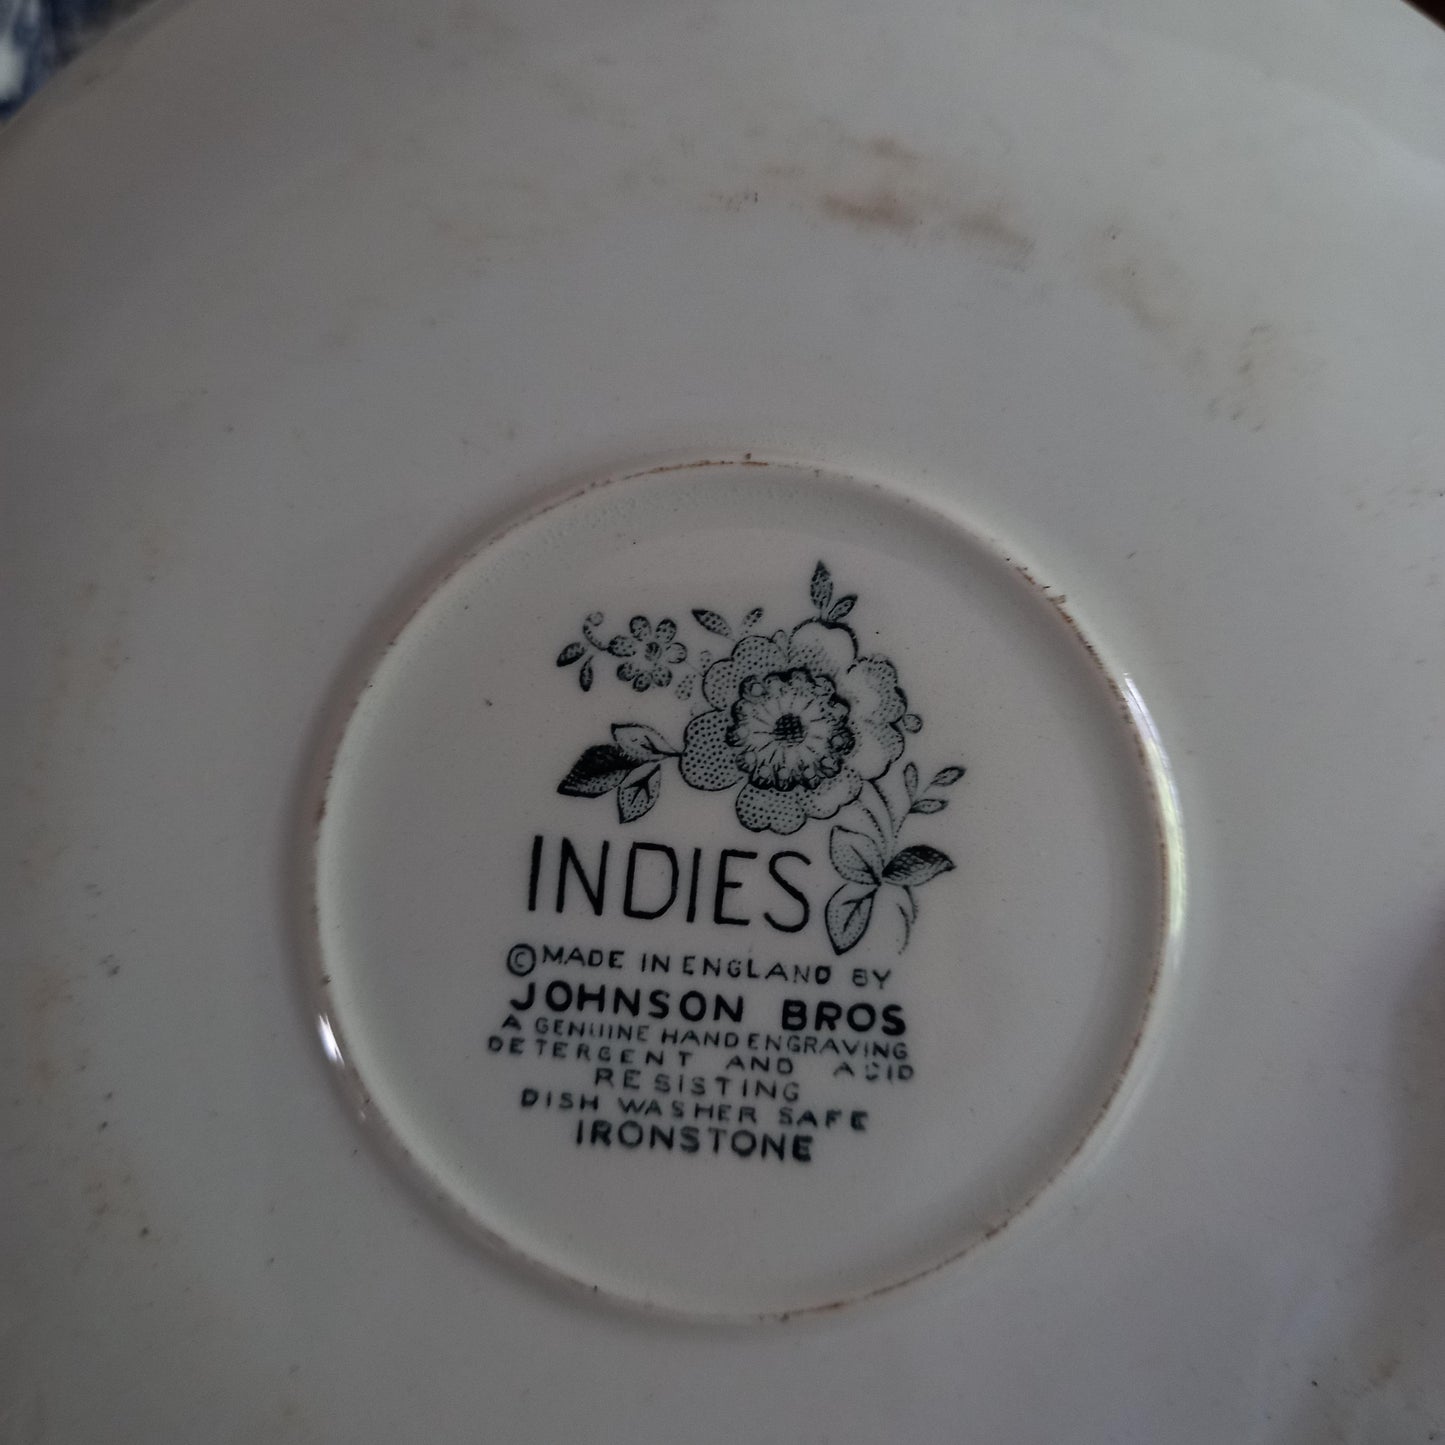 INDIES
©MADE IN ENGLAND BY
JOHNSON BROS
A GENUINE HAND ENGRAVING
DETERGENT AND ACID
RESISTING
DISH WASHER SAFE
IRONSTONE